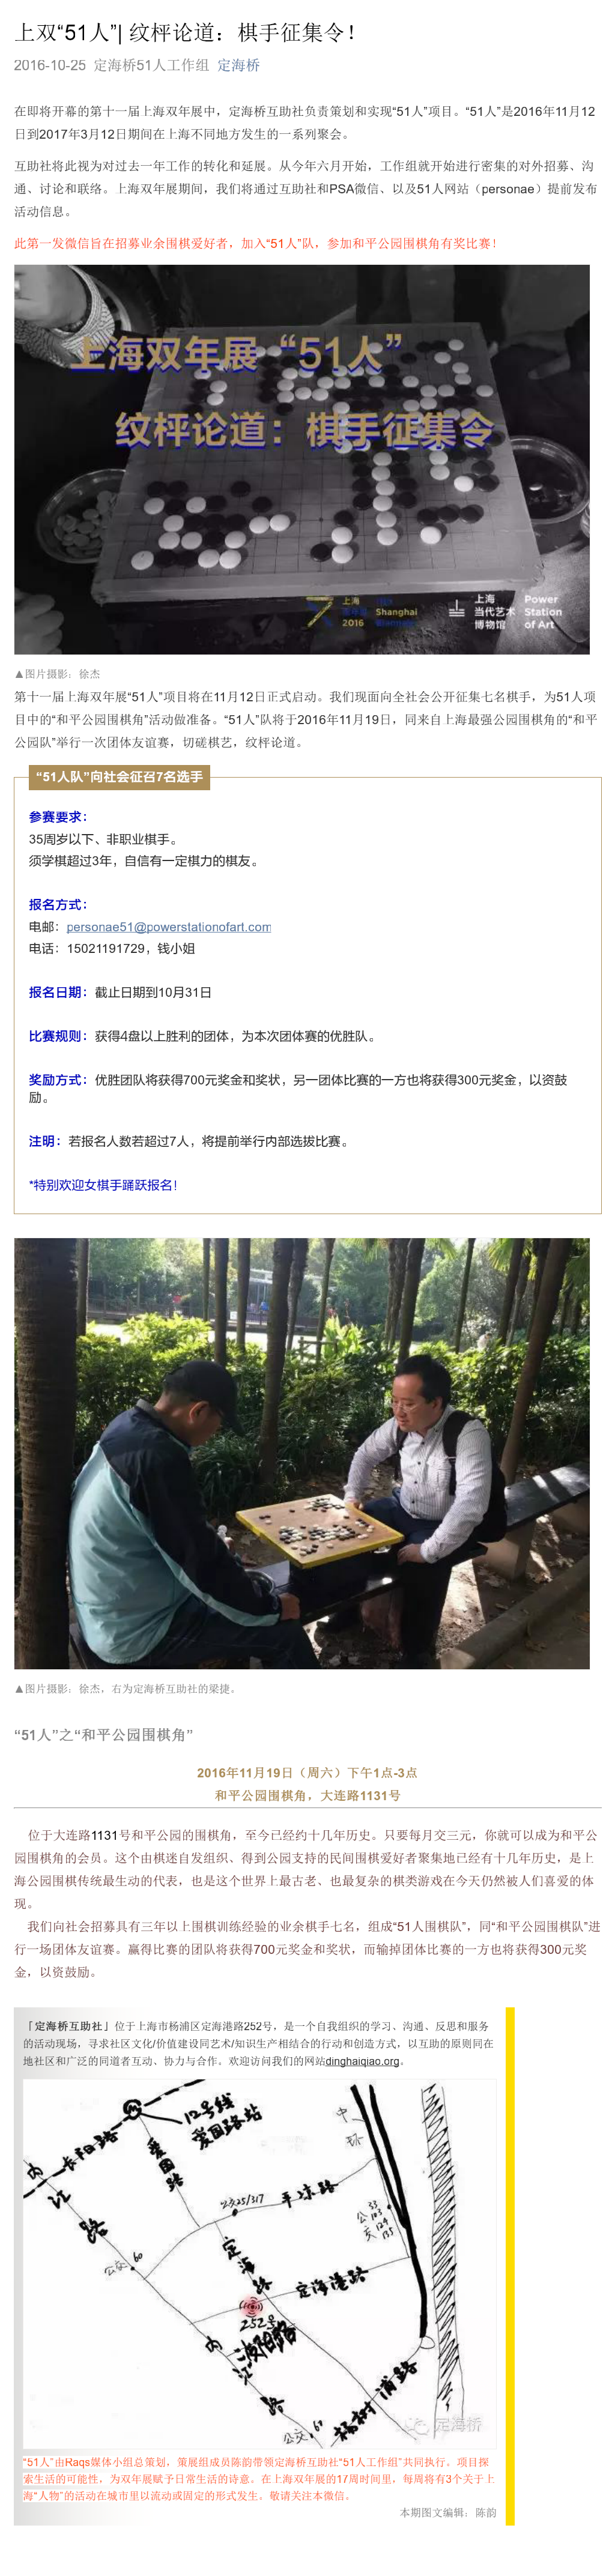 上双“51人”| 纹枰论道：棋手征集令！
2016-10-25 定海桥51人工作组 定海桥
在即将开幕的第十一届上海双年展中，定海桥互助社负责策划和实现“51人”项目。“51人”是2016年11月12
日到2017年3月12日期间在上海不同地方发生的一系列聚会。
互助社将此视为对过去一年工作的转化和延展。从今年六月开始，工作组就开始进行密集的对外招募、沟
通、讨论和联络。上海双年展期间，我们将通过互助社和PSA微信、以及51人网站（personae）提前发布
活动信息。
此第一发微信旨在招募业余围棋爱好者，加入“51人”队，参加和平公园围棋角有奖比赛！
上海双年展 “51人”
纹枰论道：棋手征集令
上海
2016
Shanghai
上海
当代艺术
博物馆
Power
Station
of Art
▲图片摄影：徐杰
第十一届上海双年展“51人”项目将在11月12日正式启动。我们现面向全社会公开征集七名棋手，为51人项
目中的“和平公园围棋角”活动做准备。“51人”队将于2016年11月19日，同来自上海最强公园围棋角的“和平
公园队”举行一次团体友谊赛，切磋棋艺，纹枰论道。
“51人队”向社会征召7名选手
参赛要求：
35周岁以下、非职业棋手。
须学棋超过3年，自信有一定棋力的棋友。
报名方式：
电邮：personae51@powerstationofart.com
电话：15021191729，钱小姐
报名日期：截止日期到10月31日
比赛规则：获得4盘以上胜利的团体，为本次团体赛的优胜队。
奖励方式：优胜团队将获得700元奖金和奖状，另一团体比赛的一方也将获得300元奖金，以资鼓
励。
注明：若报名人数若超过7人，将提前举行内部选拔比赛。
*特别欢迎女棋手踊跃报名！
▲图片摄影：徐杰，右为定海桥互助社的梁捷。
“51人”之“和平公园围棋角”
2016年11月19日（周六）下午1点-3点
和平公园围棋角，大连路1131号
位于大连路1131号和平公园的围棋角，至今已经约十几年历史。只要每月交三元，你就可以成为和平公
园围棋角的会员。这个由棋迷自发组织、得到公园支持的民间围棋爱好者聚集地已经有十几年历史，是上
海公园围棋传统最生动的代表，也是这个世界上最古老、也最复杂的棋类游戏在今天仍然被人们喜爱的体
现。
我们向社会招募具有三年以上围棋训练经验的业余棋手七名，组成“51人围棋队”，同“和平公园围棋队”进
行一场团体友谊赛。赢得比赛的团队将获得700元奖金和奖状，而输掉团体比赛的一方也将获得300元奖
金，以资鼓励。
「定海桥互助社」位于上海市杨浦区定海港路252号，是一个自我组织的学习、沟通、反思和服务
的活动现场，寻求社区文化/价值建设同艺术/知识生产相结合的行动和创造方式，以互助的原则同在
地社区和广泛的同道者互动、协力与合作。欢迎访问我们的网站dinghaiqiao.org。
12号线
爱国路站
长阳路
爱国路
中环
内江路
公交25/317
平凉路
公交
33
103
124
135
公交60
定海路
定海港路
252号
波阳路
内江路
公交61
杨树浦路
定海桥
“51人”由Raqs媒体小组总策划，策展组成员陈韵带领定海桥互助社“51人工作组”共同执行。项目探
索生活的可能性，为双年展赋予日常生活的诗意。在上海双年展的17周时间里，每周将有3个关于上
海“人物”的活动在城市里以流动或固定的形式发生。敬请关注本微信。
本期图文编辑：陈韵